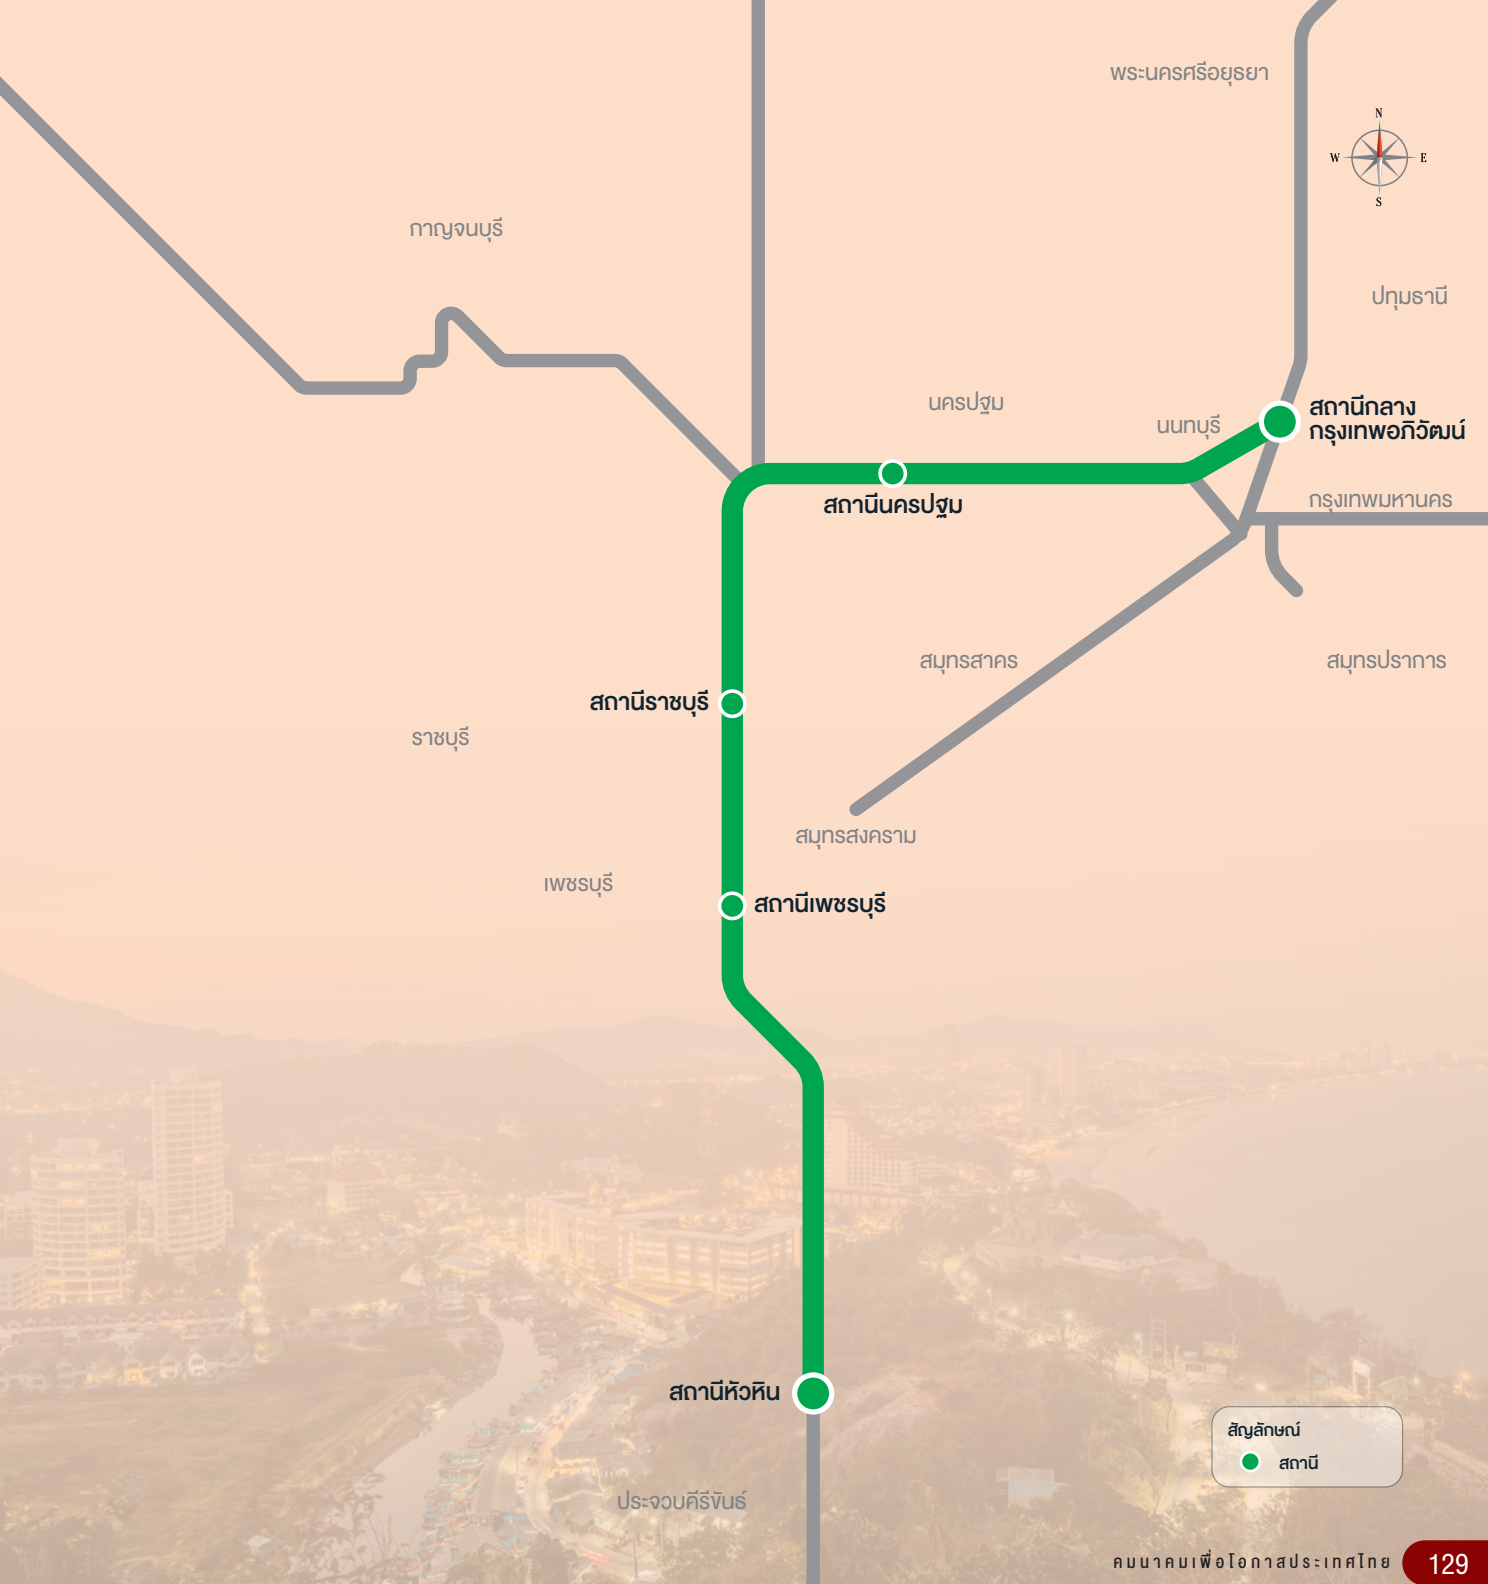 พระนครศรีอยุธยา
N
W
E
S
กาญจนบุรี
ปทุมธานี
นครปฐม
นนทบุรี
สถานีกลาง
กรุงเทพอภิวัฒน์
สถานีนครปฐม
กรุงเทพมหานคร
สมุทรสาคร
สมุทรปราการ
สถานีราชบุรี
ราชบุรี
สมุทรสงคราม
เพชรบุรี
สถานีเพชรบุรี
สถานีหัวหิน
สัญลักษณ์
สถานี
ประจวบคีรีขันธ์
คมนาคมเพื่อโอกาสประเทศไทย
129